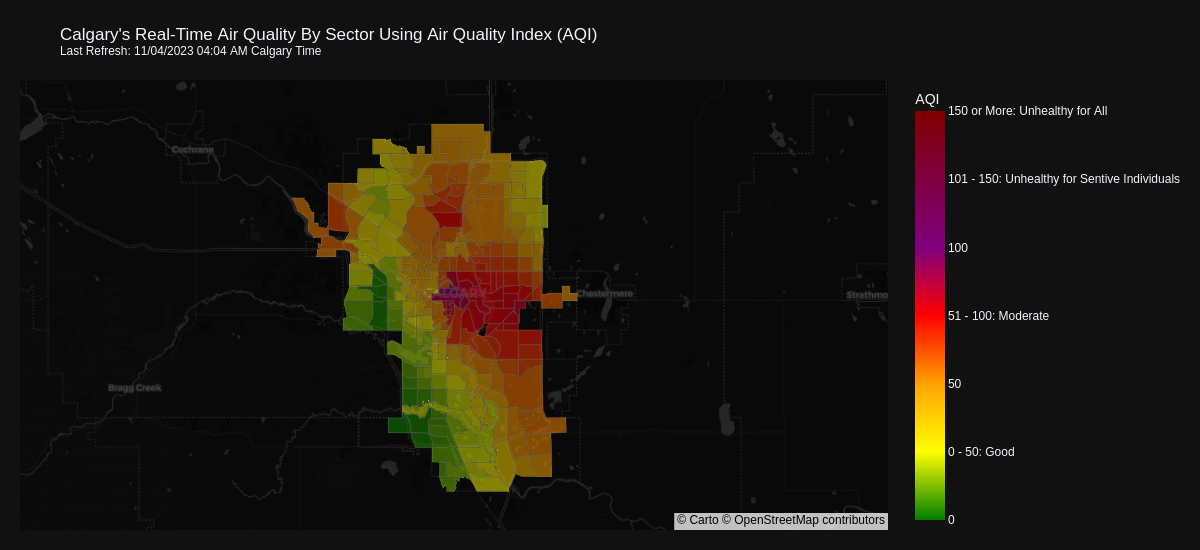 Calgary's Real-Time Air Quality By Sector Using Air Quality Index (AQI)
Last Refresh: 11/04/2023 04:04 AM Calgary Time
AQI
150 or More: Unhealthy for All
101 - 150: Unhealthy for Sentive Individuals
100
51 - 100: Moderate
50
0 - 50: Good
0
Cochrane
Chestermere
Strathmo
Bragg Creek
© Carto © OpenStreetMap contributors